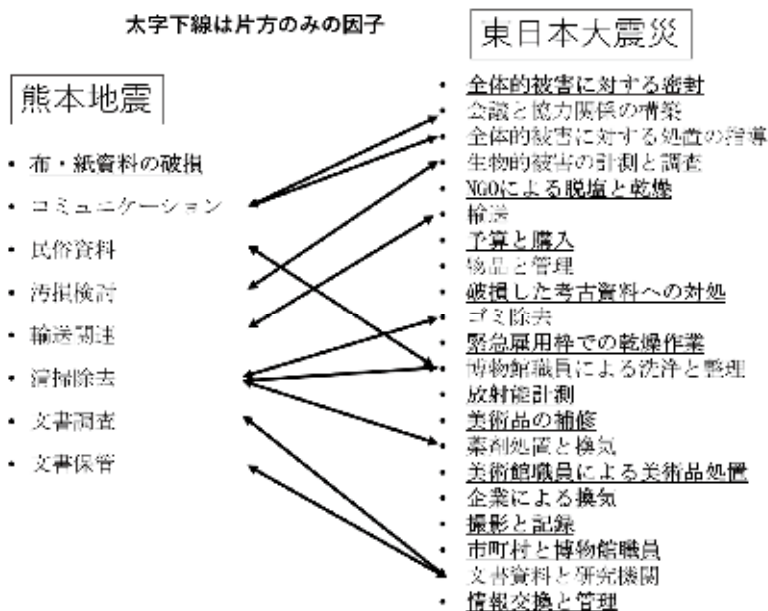 太字下線は片方のみの因子
熊本地震
• 布・紙資料の破損
• コミュニケーション
• 民俗資料
• 汚損検討
• 輸送関連
• 清掃除去
• 文書調査
• 文書保管
東日本大震災
• 全体的被害に対する密封
• 会議と協力関係の構築
• 全体的被害に対する処置の指導
• 生物的被害の計測と調査
• NGOによる脱塩と乾燥
• 輸送
• 予算と購入
• 物品と管理
• 破損した考古資料への対処
• ゴミ除去
• 緊急雇用枠での乾燥作業
• 博物館職員による洗浄と整理
• 放射能計測
• 美術品の補修
• 薬剤処置と換気
• 美術館職員による美術品処置
• 企業による換気
• 撮影と記録
• 市町村と博物館職員
• 文書資料と研究機関
• 情報交換と管理